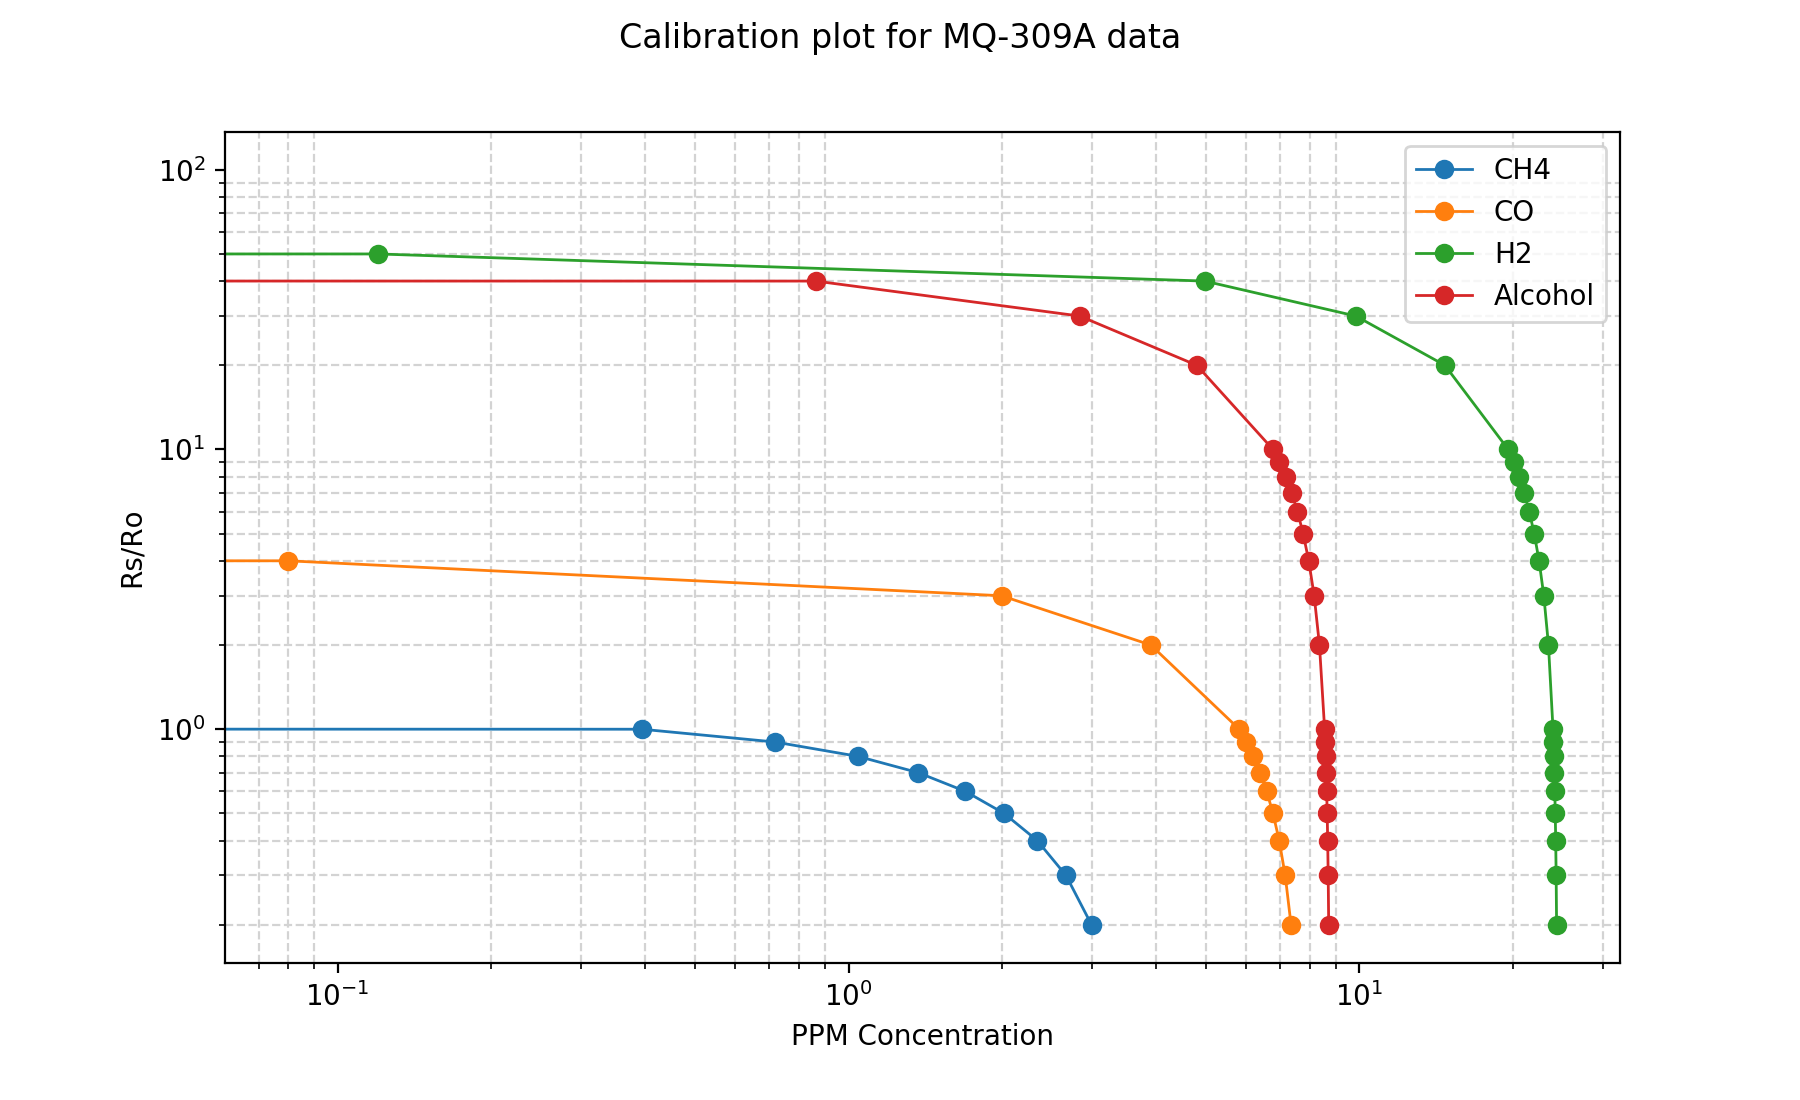 Calibration plot for MQ-309A data
10²
10¹
10⁰
Rs/Ro
CH4
CO
H2
Alcohol
10⁻¹
10⁰
10¹
PPM Concentration